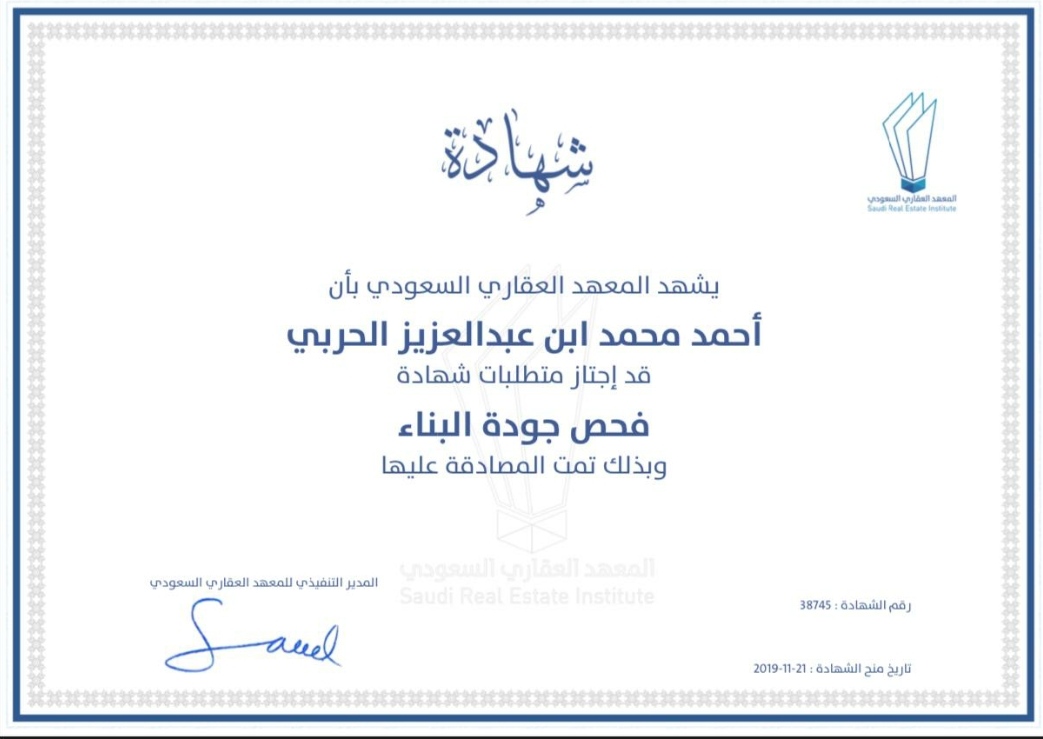 شهادة
المعهد العقاري السعودي
Saudi Real Estate Institute
يشهد المعهد العقاري السعودي بأن
أحمد محمد ابن عبدالعزيز الحربي
قد إجتاز متطلبات شهادة
فحص جودة البناء
وبذلك تمت المصادقة عليها
المعهد العقاري السعودي
Saudi Real Estate Institute
المدير التنفيذي للمعهد العقاري السعودي
رقم الشهادة : 38745
تاريخ منح الشهادة : 21-11-2019